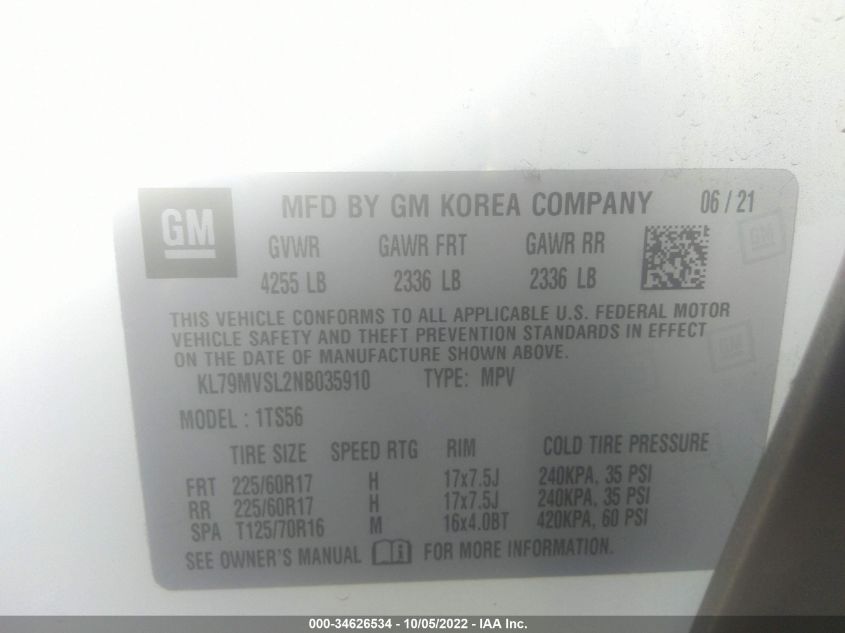 GM
MFD BY GM KOREA COMPANY 06/21
GVWR GAWR FRT GAWR RR
4255 LB 2336 LB 2336 LB
GM
THIS VEHICLE CONFORMS TO ALL APPLICABLE U.S. FEDERAL MOTOR
VEHICLE SAFETY AND THEFT PREVENTION STANDARDS IN EFFECT
ON THE DATE OF MANUFACTURE SHOWN ABOVE.
GM
KL79MVSL2NB035910 TYPE: MPV
MODEL : 1TS56
TIRE SIZE SPEED RTG RIM COLD TIRE PRESSURE
FRT 225/60R17 H 17x7.5J 240KPA, 35 PSI
RR 225/60R17 H 17x7.5J 240KPA, 35 PSI
SPA T125/70R16 M 16x4.0BT 420KPA, 60 PSI
SEE OWNER'S MANUAL i FOR MORE INFORMATION.
000-34626534 - 10/05/2022 - IAA Inc.